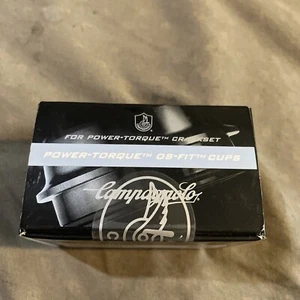 FOR POWER-TORQUE™ CRANKSET
POWER-TORQUE™ OS-FIT™ CUPS
Campagnolo.